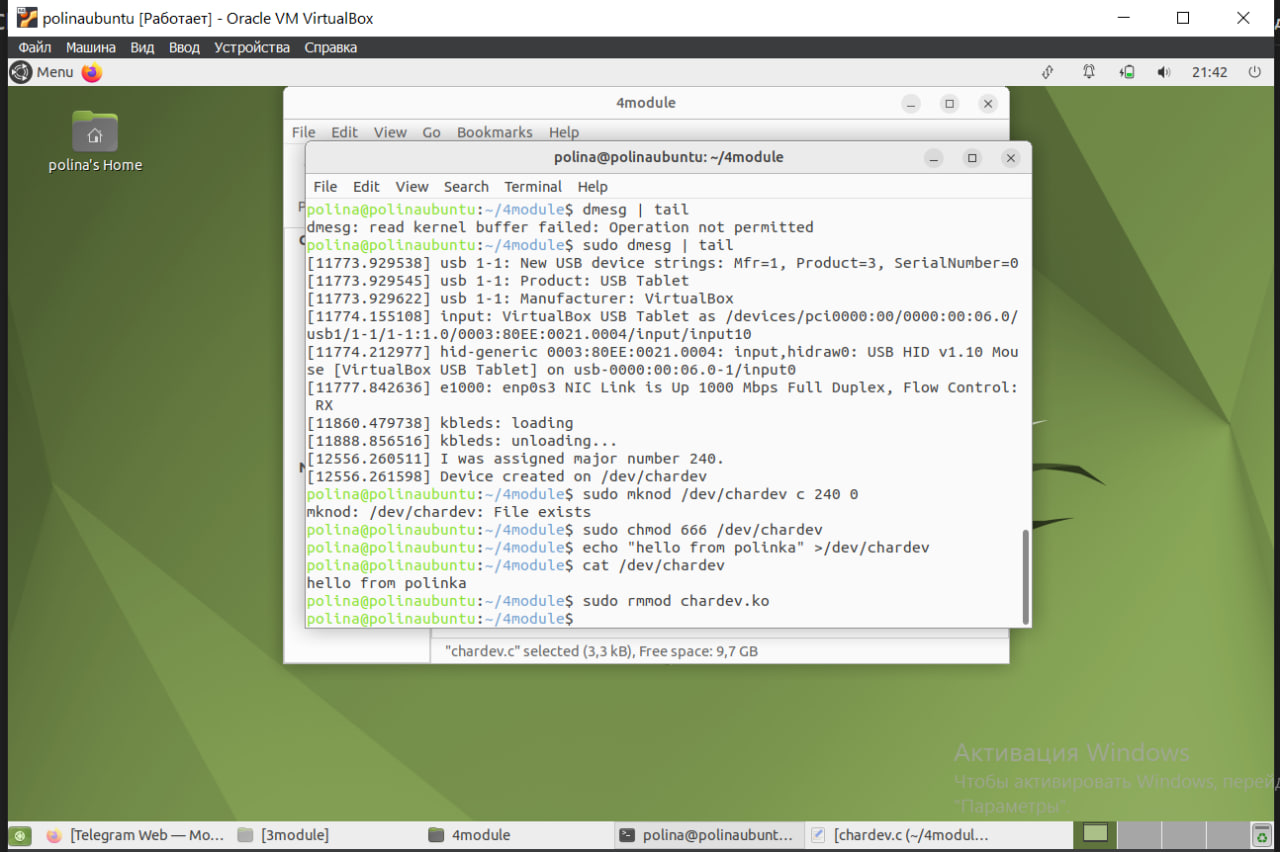 polinaubuntu [Работает] - Oracle VM VirtualBox
Файл Машина Вид Ввод Устройства Справка
Menu 21:42
polina's Home
4module
File Edit View Go Bookmarks Help
polina@polinaubuntu: ~/4module
File Edit View Search Terminal Help
polina@polinaubuntu:~/4module$ dmesg | tail
dmesg: read kernel buffer failed: Operation not permitted
polina@polinaubuntu:~/4module$ sudo dmesg | tail
[11773.929538] usb 1-1: New USB device strings: Mfr=1, Product=3, SerialNumber=0
[11773.929545] usb 1-1: Product: USB Tablet
[11773.929622] usb 1-1: Manufacturer: VirtualBox
[11774.155108] input: VirtualBox USB Tablet as /devices/pci0000:00/0000:00:06.0/
usb1/1-1/1-1:1.0/0003:80EE:0021.0004/input/input10
[11774.212977] hid-generic 0003:80EE:0021.0004: input,hidraw0: USB HID v1.10 Mou
se [VirtualBox USB Tablet] on usb-0000:00:06.0-1/input0
[11777.842636] e1000: enp0s3 NIC Link is Up 1000 Mbps Full Duplex, Flow Control:
RX
[11860.479738] kbleds: loading
[11888.856516] kbleds: unloading...
[12556.260511] I was assigned major number 240.
[12556.261598] Device created on /dev/chardev
polina@polinaubuntu:~/4module$ sudo mknod /dev/chardev c 240 0
mknod: /dev/chardev: File exists
polina@polinaubuntu:~/4module$ sudo chmod 666 /dev/chardev
polina@polinaubuntu:~/4module$ echo "hello from polinka" >/dev/chardev
polina@polinaubuntu:~/4module$ cat /dev/chardev
hello from polinka
polina@polinaubuntu:~/4module$ sudo rmmod chardev.ko
polina@polinaubuntu:~/4module$
"chardev.c" selected (3,3 kB), Free space: 9,7 GB
Активация Windows
Чтобы активировать Windows, перейд
"Параметры".
[Telegram Web — Mo... [3module] 4module polina@polinaubunt... [chardev.c (~/4modul...